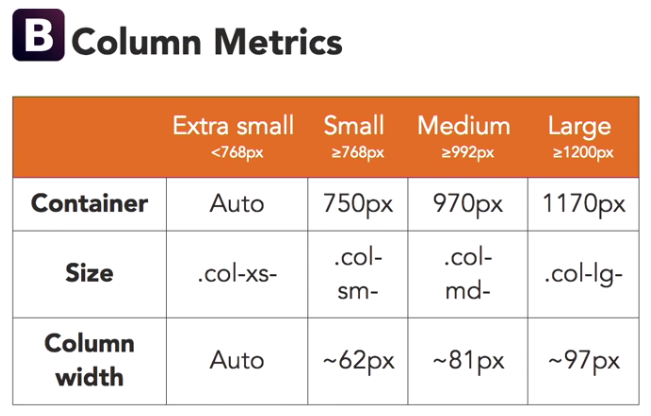 B Column Metrics
Extra small Small Medium Large
<768px ≥768px ≥992px ≥1200px
Container Auto 750px 970px 1170px
Size .col-xs- .col-sm- .col-md- .col-lg-
Column width Auto ~62px ~81px ~97px